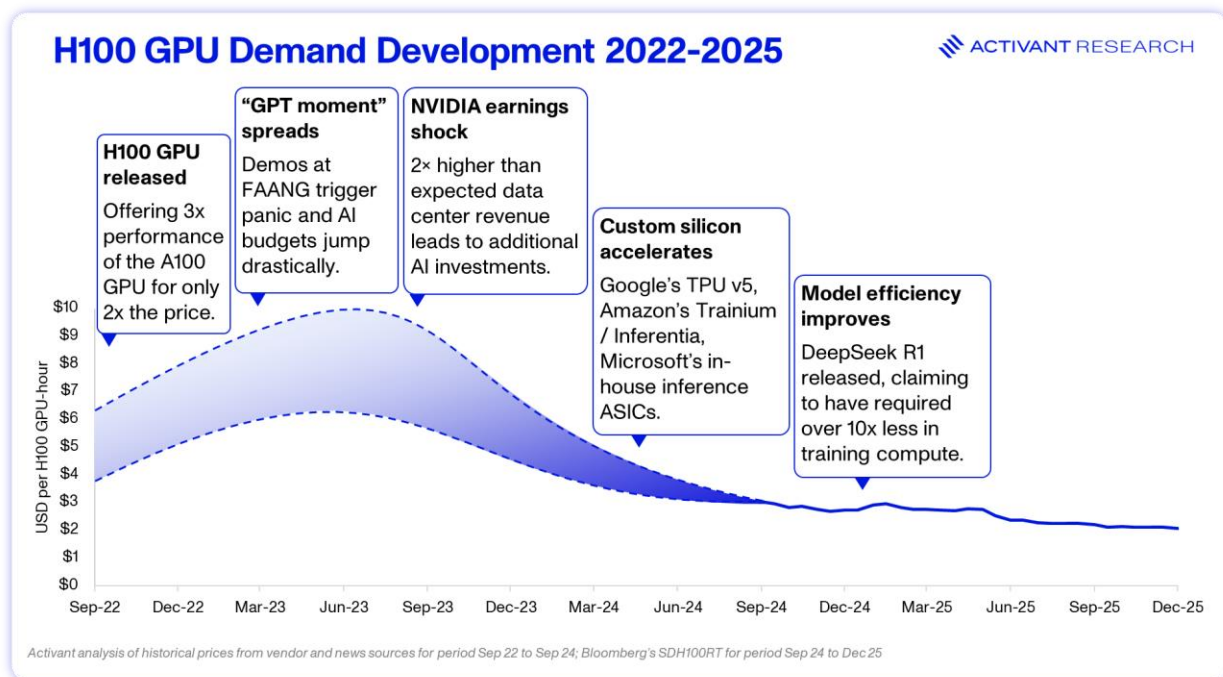 H100 GPU Demand Development 2022-2025
ACTIVANT RESEARCH
H100 GPU
released
Offering 3x
performance
of the A100
GPU for only
2x the price.
“GPT moment”
spreads
Demos at
FAANG trigger
panic and AI
budgets jump
drastically.
NVIDIA earnings
shock
2× higher than
expected data
center revenue
leads to additional
AI investments.
Custom silicon
accelerates
Google’s TPU v5,
Amazon’s Trainium
/ Inferentia,
Microsoft’s in-
house inference
ASICs.
Model efficiency
improves
DeepSeek R1
released, claiming
to have required
over 10x less in
training compute.
USD per H100 GPU-hour
$10
$9
$8
$7
$6
$5
$4
$3
$2
$1
$0
Sep-22 Dec-22 Mar-23 Jun-23 Sep-23 Dec-23 Mar-24 Jun-24 Sep-24 Dec-24 Mar-25 Jun-25 Sep-25 Dec-25
Activant analysis of historical prices from vendor and news sources for period Sep 22 to Sep 24; Bloomberg's SDH100RT for period Sep 24 to Dec 25